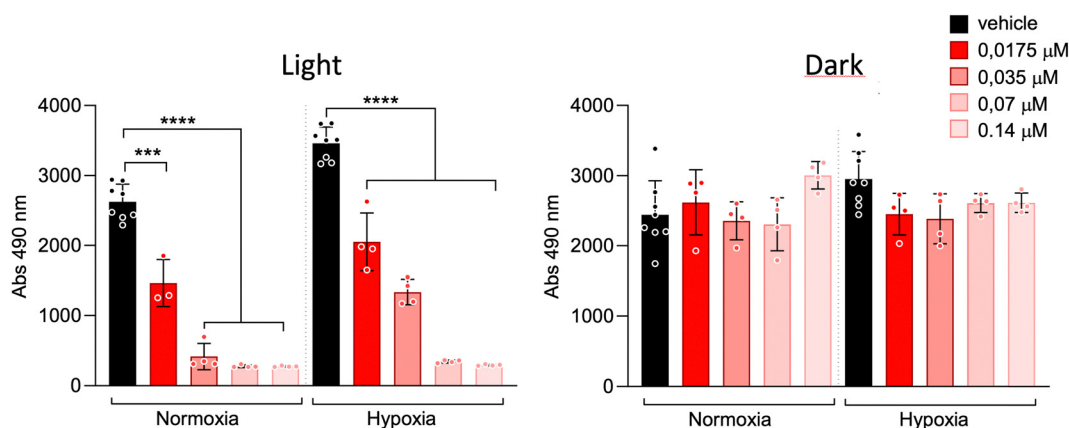 vehicle
0,0175 μM
0,035 μM
0,07 μM
0.14 μM
Light
Abs 490 nm
4000
3000
2000
1000
0
****
***
****
Normoxia
Hypoxia
Dark
Abs 490 nm
4000
3000
2000
1000
0
Normoxia
Hypoxia